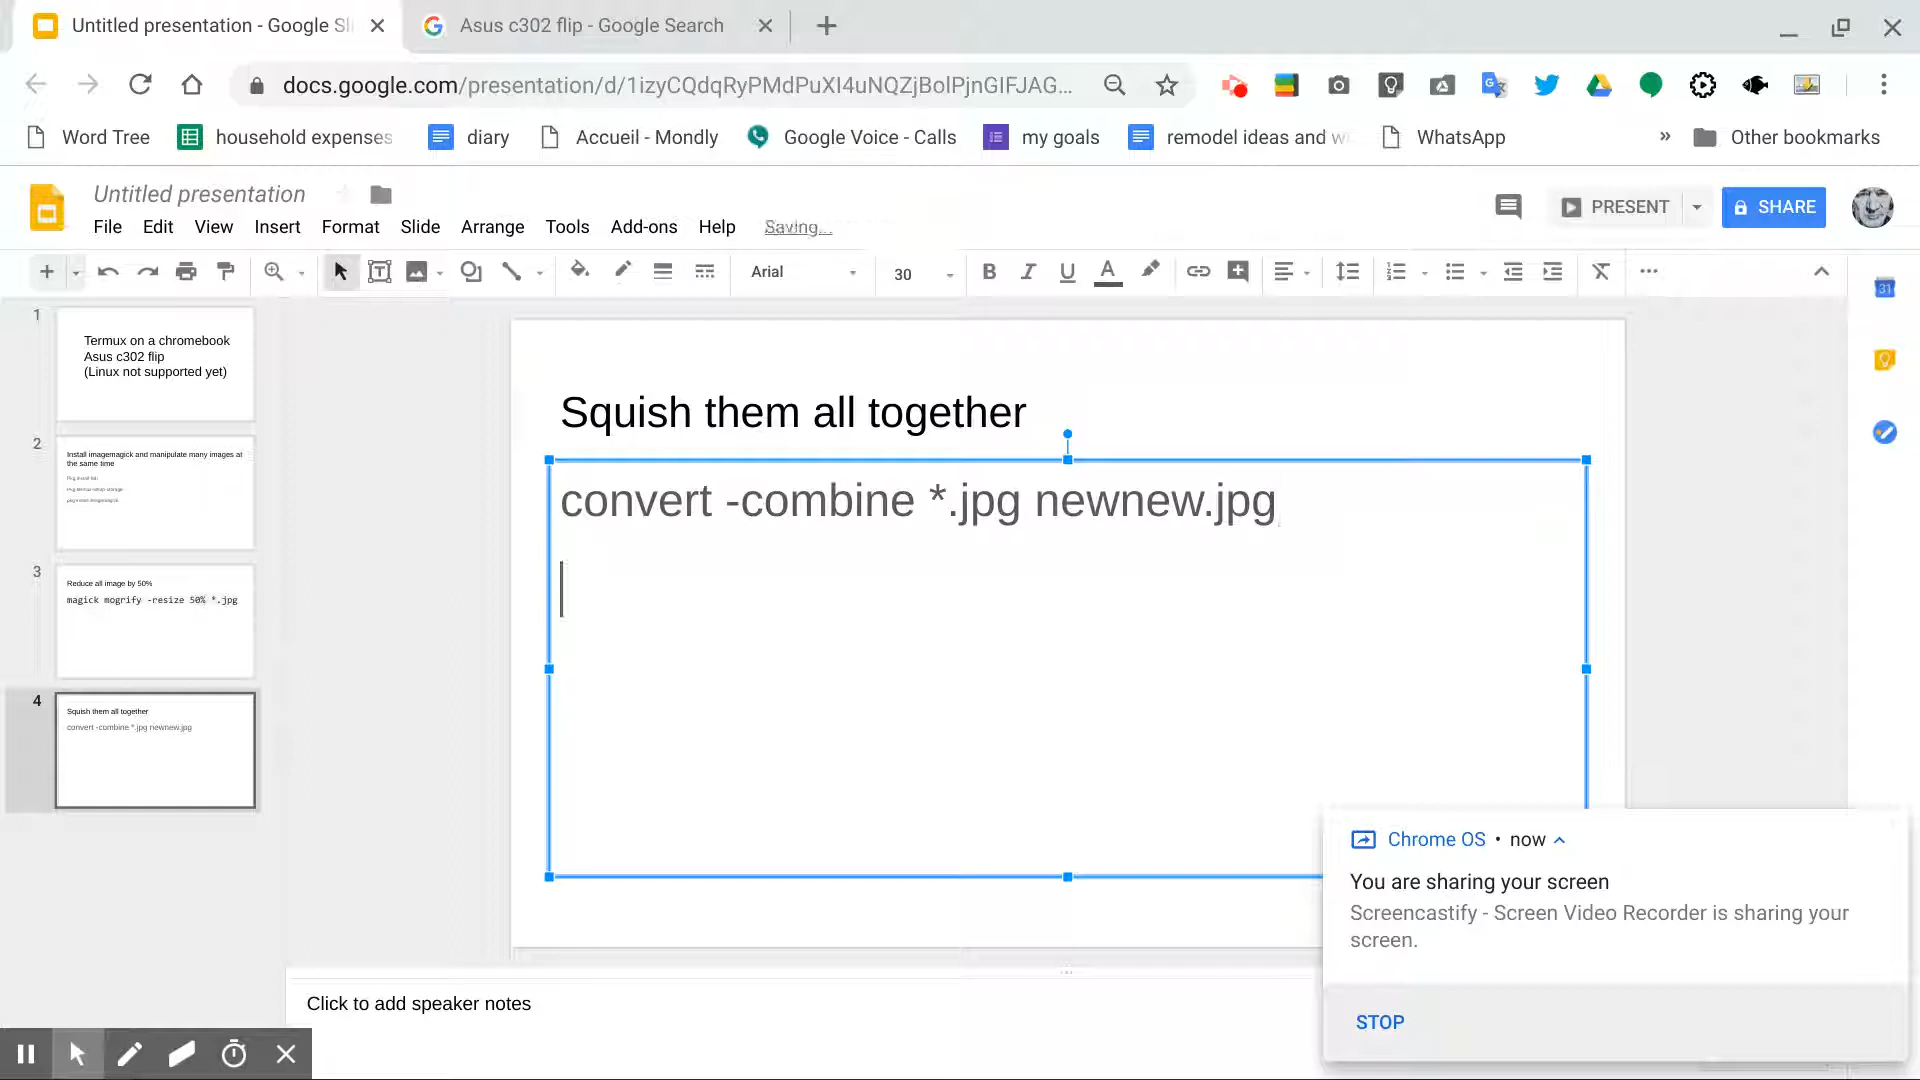 Untitled presentation - Google Sli
Asus c302 flip - Google Search
docs.google.com/presentation/d/1izyCQdqRyPMdPuXI4uNQZjBolPjnGIFJAG...
Word Tree
household expenses
diary
Accueil - Mondly
Google Voice - Calls
my goals
remodel ideas and w
WhatsApp
»
Other bookmarks
Untitled presentation
PRESENT
SHARE
File Edit View Insert Format Slide Arrange Tools Add-ons Help Saving...
Arial
30
B I U A
31
1
Termux on a chromebook
Asus c302 flip
(Linux not supported yet)
2
Install imagemagick and manipulate many images at
the same time
3
Reduce all image by 50%
magick mogrify -resize 50% *.jpg
4
Squish them all together
convert -combine *.jpg newnew.jpg
Squish them all together
convert -combine *.jpg newnew.jpg
Chrome OS • now
You are sharing your screen
Screencastify - Screen Video Recorder is sharing your
screen.
STOP
Click to add speaker notes